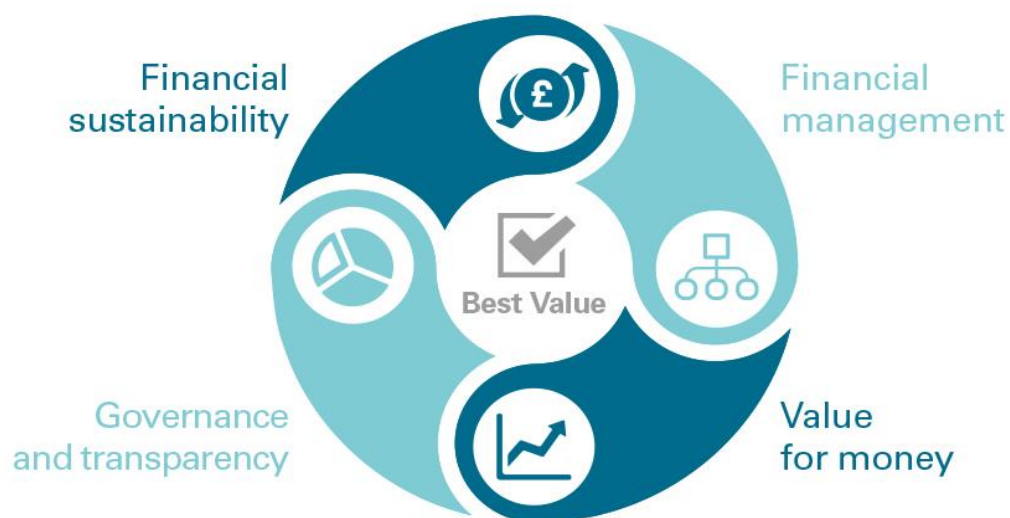 Financial
sustainability
Financial
management
£
Best Value
Governance
and transparency
Value
for money